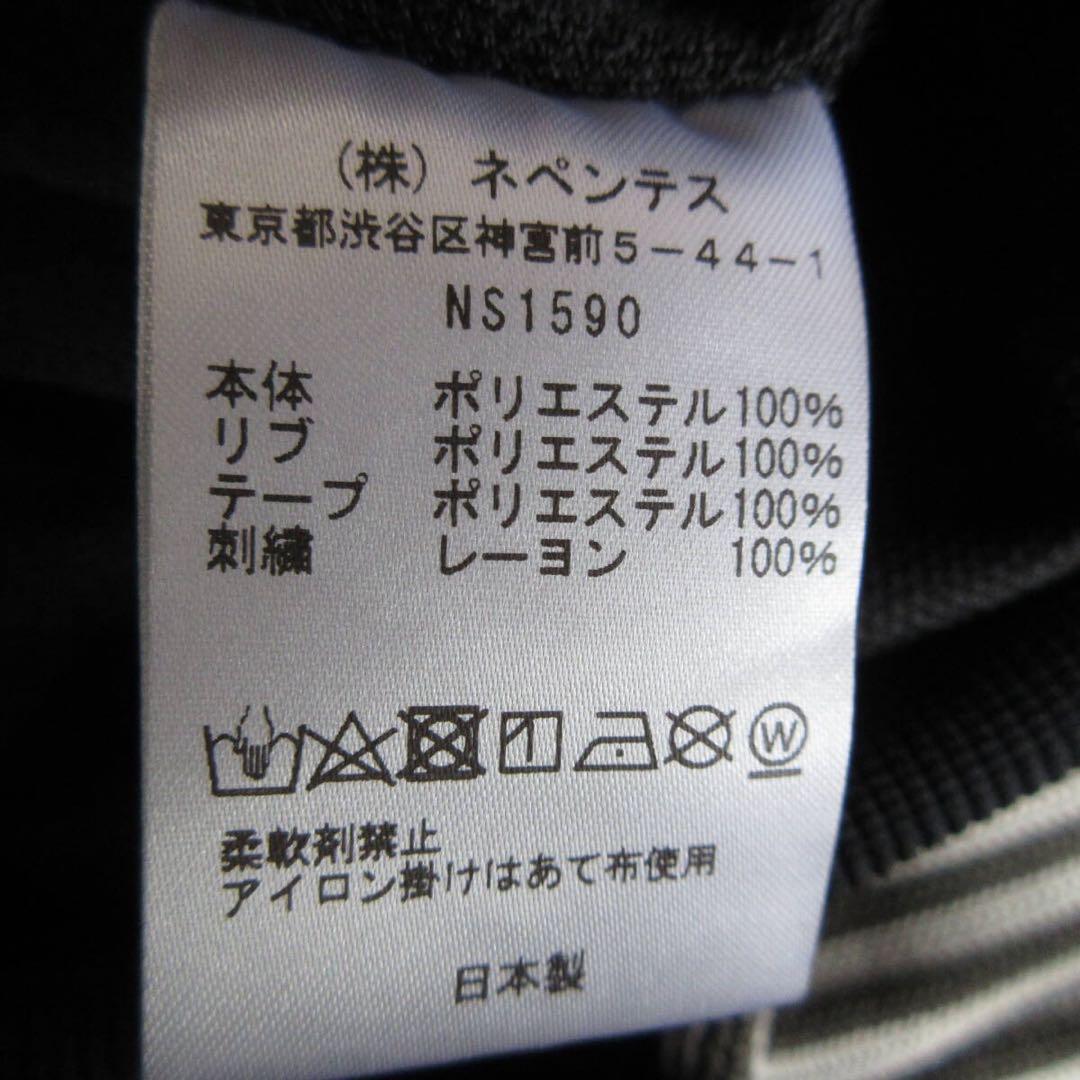 (株) ネペンテス
東京都渋谷区神宮前5-44-1
NS1590
本体 ポリエステル100%
リブ ポリエステル100%
テープ ポリエステル100%
刺繍 レーヨン 100%
W
柔軟剤禁止
アイロン掛けはあて布使用
日本製